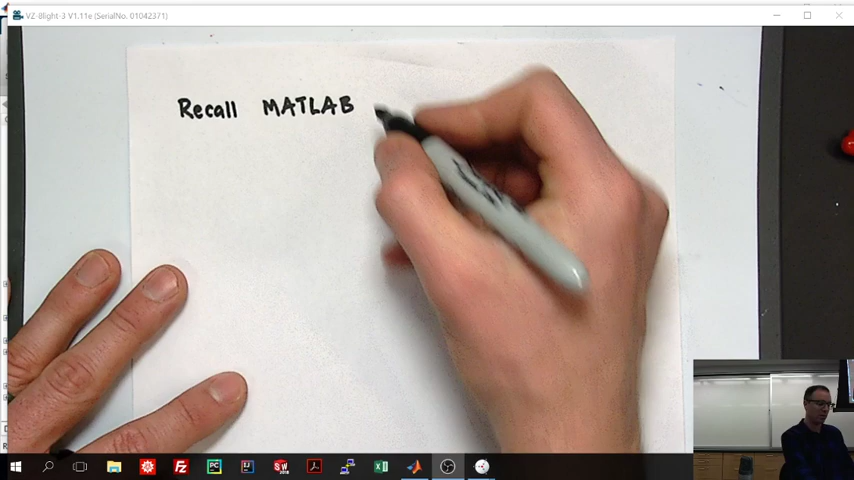 VZ-8light-3 V1.11e (SerialNo. 01042371)
Recall MATLAB